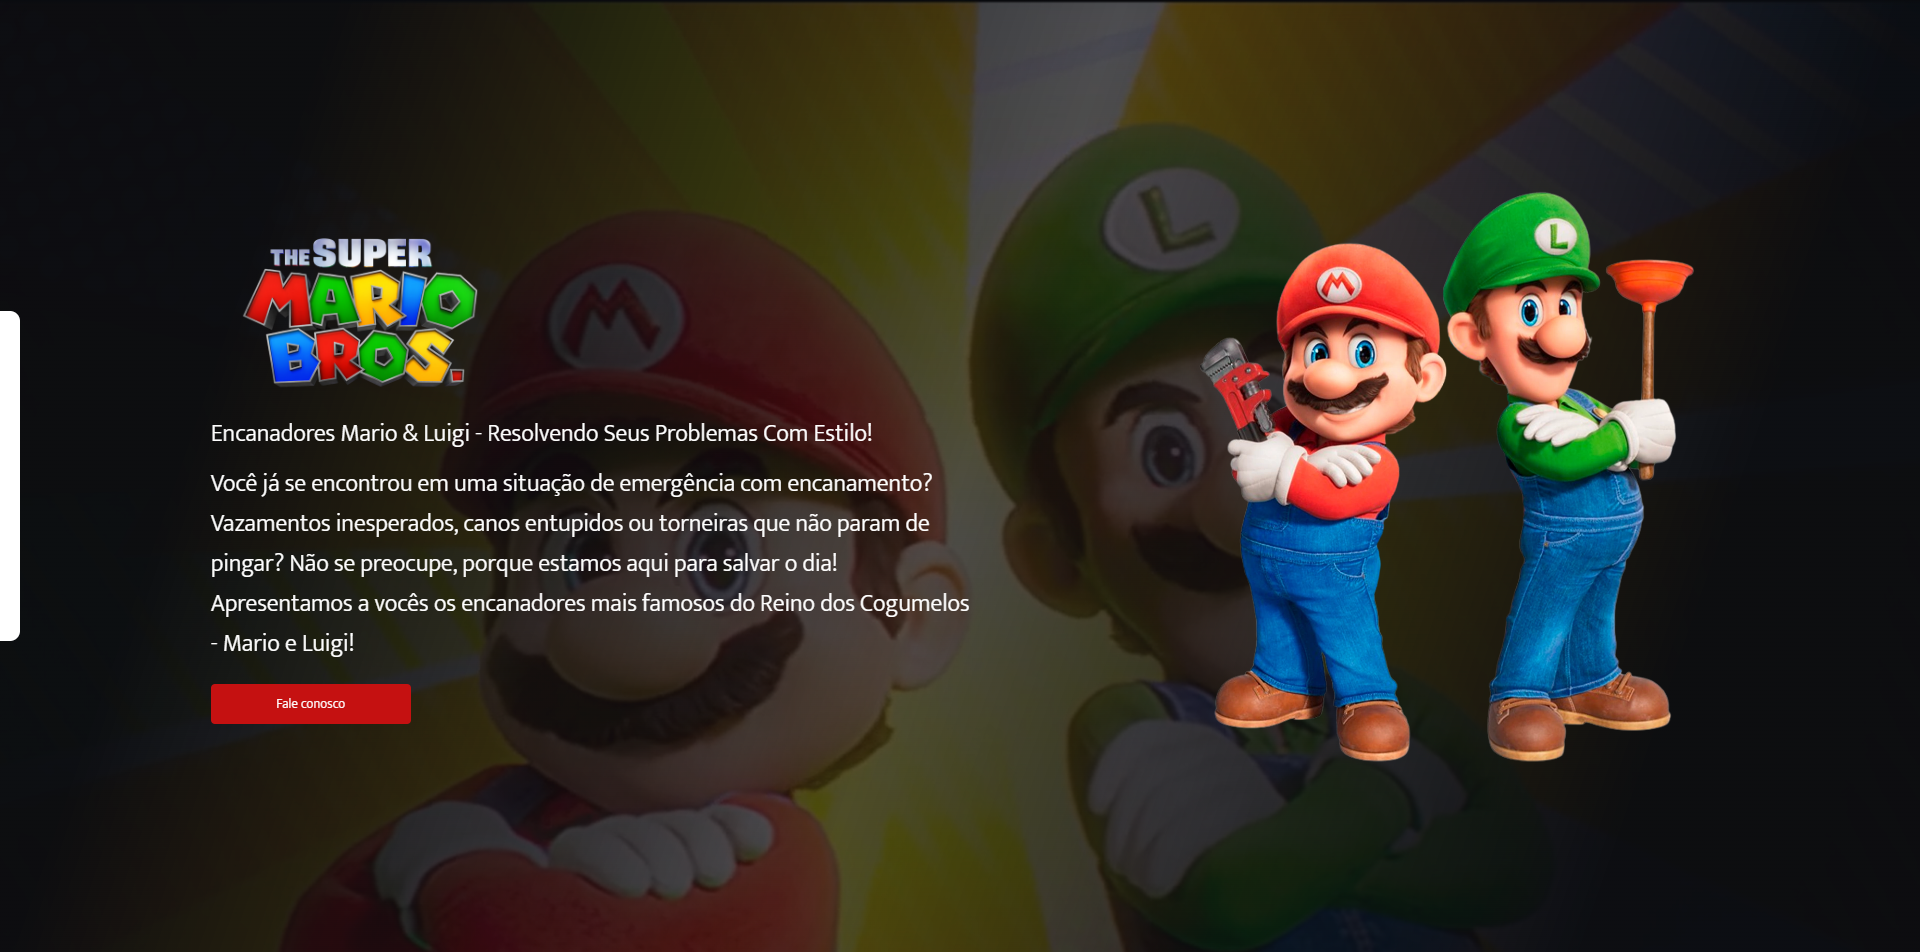 THE SUPER
MARIO
BROS.
Encanadores Mario & Luigi - Resolvendo Seus Problemas Com Estilo!
Você já se encontrou em uma situação de emergência com encanamento?
Vazamentos inesperados, canos entupidos ou torneiras que não param de
pingar? Não se preocupe, porque estamos aqui para salvar o dia!
Apresentamos a vocês os encanadores mais famosos do Reino dos Cogumelos
- Mario e Luigi!
Fale conosco
M
L
M
L